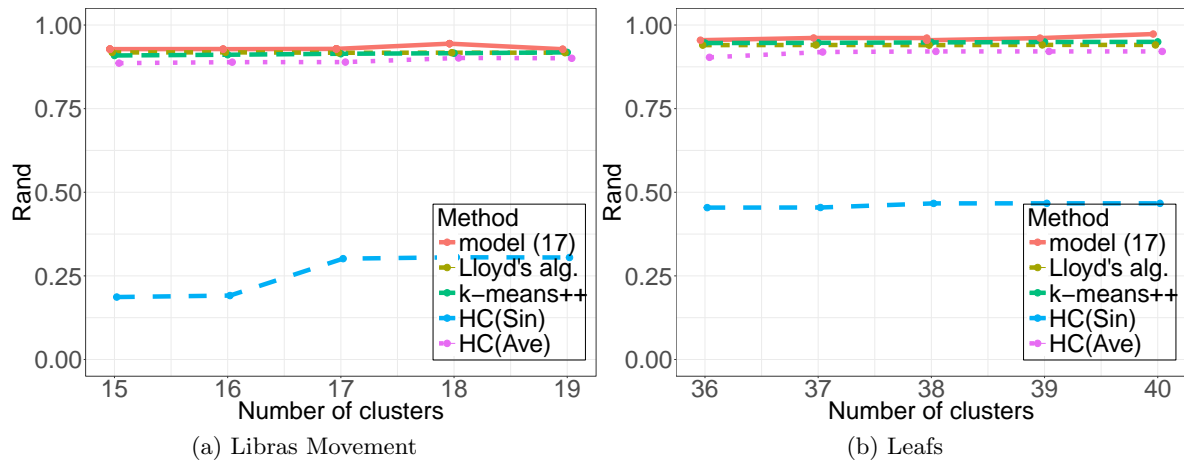 1.00
0.75
0.50
0.25
0.00
Rand
15 16 17 18 19
Number of clusters
Method
model (17)
Lloyd's alg.
k−means++
HC(Sin)
HC(Ave)
(a) Libras Movement
1.00
0.75
0.50
0.25
0.00
Rand
36 37 38 39 40
Number of clusters
Method
model (17)
Lloyd's alg.
k−means++
HC(Sin)
HC(Ave)
(b) Leafs